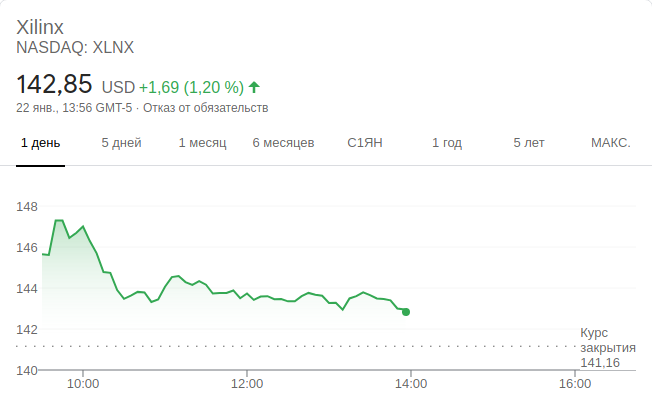 Xilinx
NASDAQ: XLNX
142,85 USD +1,69 (1,20 %)
22 янв., 13:56 GMT-5 · Отказ от обязательств
1 день 5 дней 1 месяц 6 месяцев С1ЯН 1 год 5 лет МАКС.
148
146
144
142
Курс
закрытия
141,16
140
10:00 12:00 14:00 16:00